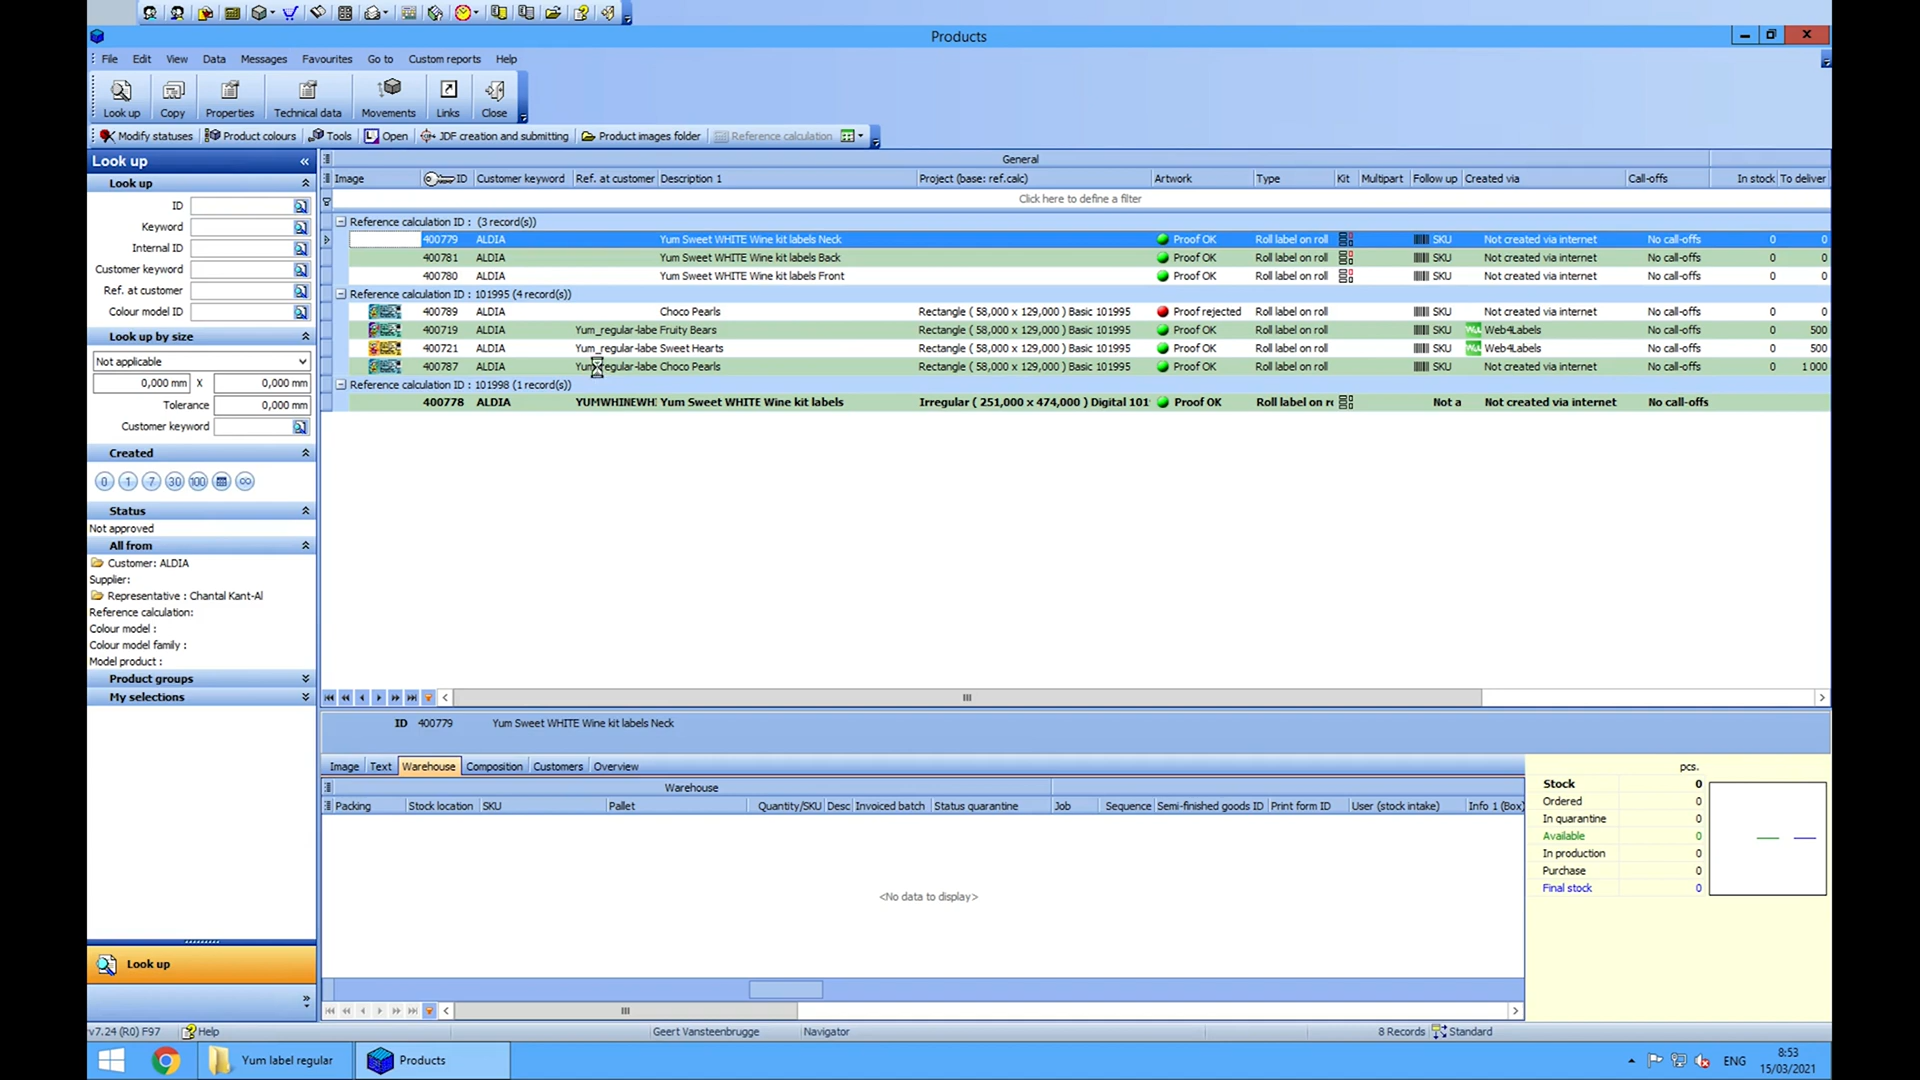 Products
File Edit View Data Messages Favourites Go to Custom reports Help
Look up Copy Properties Technical data Movements Links Close
Modify statuses Product colours Tools Open JDF creation and submitting Product images folder Reference calculation
Look up
Look up
ID
Keyword
Internal ID
Customer keyword
Ref. at customer
Colour model ID
Look up by size
Not applicable
0,000 mm X 0,000 mm
Tolerance 0,000 mm
Customer keyword
Created
0 1 7 30 100 ∞
Status
Not approved
All from
Customer: ALDIA
Supplier:
Representative : Chantal Kant-Al
Reference calculation:
Colour model :
Colour model family :
Model product :
Product groups
My selections
Look up
General
Image ID Customer keyword Ref. at customer Description 1 Project (base: ref.calc) Artwork Type Kit Multipart Follow up Created via Call-offs In stock To deliver
Click here to define a filter
Reference calculation ID : (3 record(s))
400779 ALDIA Yum Sweet WHITE Wine kit labels Neck Proof OK Roll label on roll SKU Not created via internet No call-offs 0 0
400781 ALDIA Yum Sweet WHITE Wine kit labels Back Proof OK Roll label on roll SKU Not created via internet No call-offs 0 0
400780 ALDIA Yum Sweet WHITE Wine kit labels Front Proof OK Roll label on roll SKU Not created via internet No call-offs 0 0
Reference calculation ID : 101995 (4 record(s))
400789 ALDIA Choco Pearls Rectangle ( 58,000 x 129,000 ) Basic 101995 Proof rejected Roll label on roll SKU Not created via internet No call-offs 0 0
400719 ALDIA Yum_regular-labe Fruity Bears Rectangle ( 58,000 x 129,000 ) Basic 101995 Proof OK Roll label on roll SKU Web4Labels No call-offs 0 500
400721 ALDIA Yum_regular-labe Sweet Hearts Rectangle ( 58,000 x 129,000 ) Basic 101995 Proof OK Roll label on roll SKU Web4Labels No call-offs 0 500
400787 ALDIA Yum_regular-labe Choco Pearls Rectangle ( 58,000 x 129,000 ) Basic 101995 Proof OK Roll label on roll SKU Not created via internet No call-offs 0 1 000
Reference calculation ID : 101998 (1 record(s))
400778 ALDIA YUMWHINEWH: Yum Sweet WHITE Wine kit labels Irregular ( 251,000 x 474,000 ) Digital 101 Proof OK Roll label on r Not a Not created via internet No call-offs
ID 400779 Yum Sweet WHITE Wine kit labels Neck
Image Text Warehouse Composition Customers Overview
Warehouse
Packing Stock location SKU Pallet Quantity/SKU Desc Invoiced batch Status quarantine Job Sequence Semi-finished goods ID Print form ID User (stock intake) Info 1 (Box)
<No data to display>
pcs.
Stock 0
Ordered 0
In quarantine 0
Available 0
In production 0
Purchase 0
Final stock 0
v7.24 (R0) F97 Help Geert Vansteenbrugge Navigator 8 Records Standard
Yum label regular Products ENG 8:53
15/03/2021